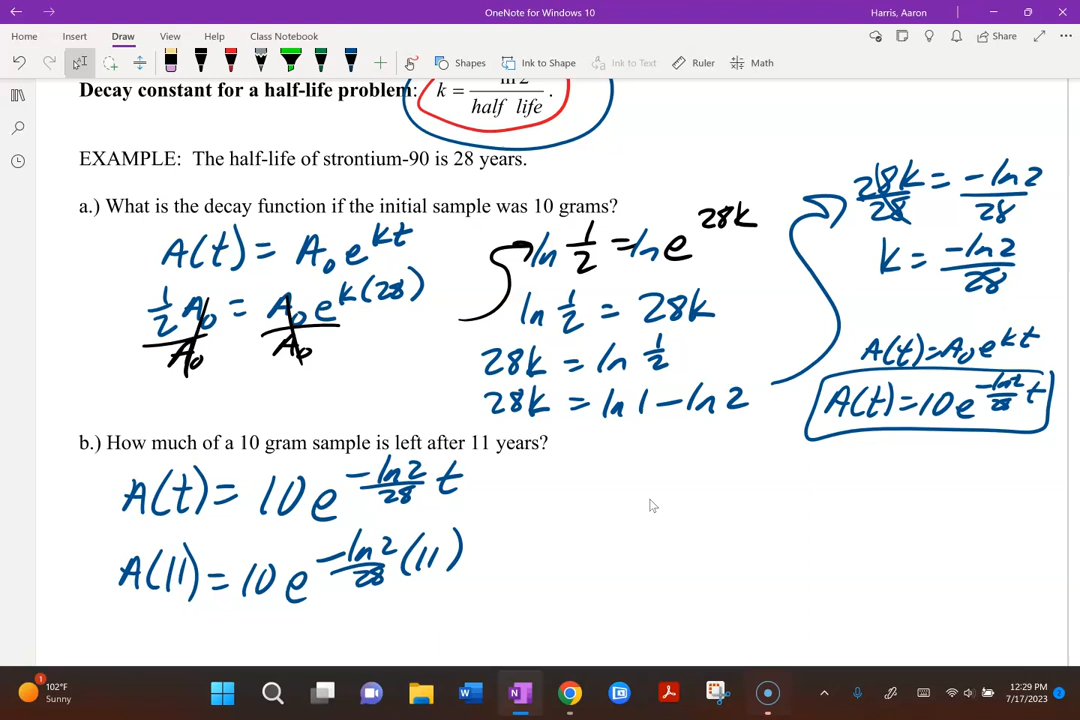 OneNote for Windows 10
Harris, Aaron
Home Insert Draw View Help Class Notebook
Share
Shapes Ink to Shape Ink to Text Ruler Math
Decay constant for a half-life problem: k = ln 2 / half life .
EXAMPLE: The half-life of strontium-90 is 28 years.
a.) What is the decay function if the initial sample was 10 grams?
A(t) = A₀e^{kt}
½A₀ / A₀ = A₀e^{k(28)} / A₀
ln ½ = ln e^{28k}
ln ½ = 28k
28k = ln ½
28k = ln 1 - ln 2
28k / 28 = -ln 2 / 28
k = -ln 2 / 28
A(t) = A₀e^{kt}
A(t) = 10e^{-ln2/28 t}
b.) How much of a 10 gram sample is left after 11 years?
A(t) = 10e^{-ln2/28 t}
A(11) = 10e^{-ln2/28 (11)}
1
102°F
Sunny
12:29 PM
7/17/2023
2